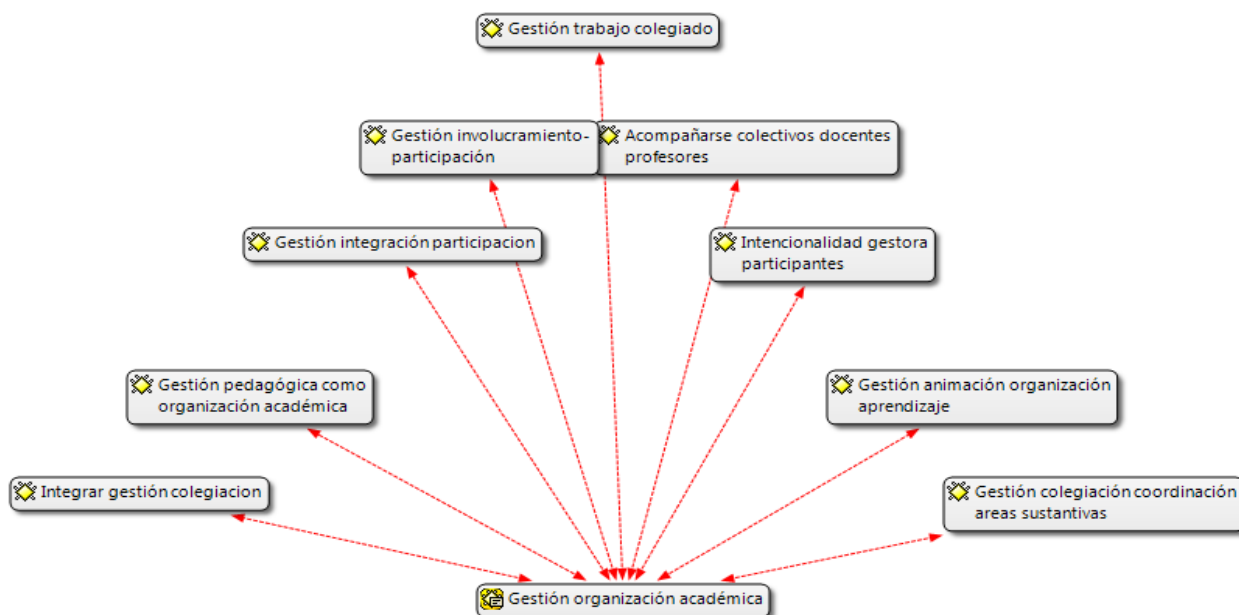 Gestión trabajo colegiado
Gestión involucramiento-
participación
Acompañarse colectivos docentes
profesores
Gestión integración participacion
Intencionalidad gestora
participantes
Gestión pedagógica como
organización académica
Gestión animación organización
aprendizaje
Integrar gestión colegiacion
Gestión colegiación coordinación
areas sustantivas
Gestión organización académica